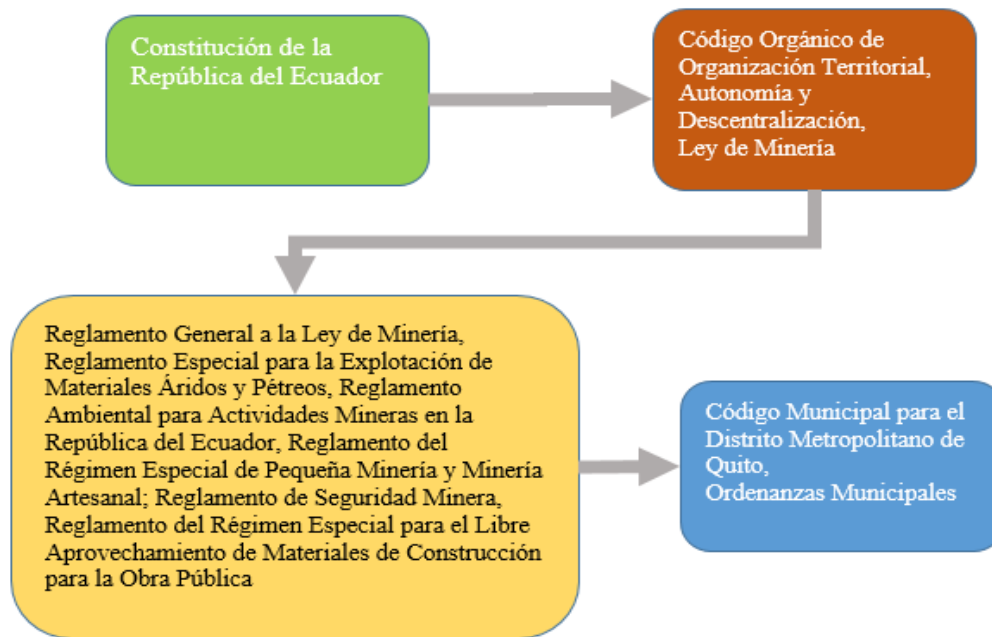 Constitución de la
República del Ecuador
Código Orgánico de
Organización Territorial,
Autonomía y
Descentralización,
Ley de Minería
Reglamento General a la Ley de Minería,
Reglamento Especial para la Explotación de
Materiales Áridos y Pétreos, Reglamento
Ambiental para Actividades Mineras en la
República del Ecuador, Reglamento del
Régimen Especial de Pequeña Minería y Minería
Artesanal; Reglamento de Seguridad Minera,
Reglamento del Régimen Especial para el Libre
Aprovechamiento de Materiales de Construcción
para la Obra Pública
Código Municipal para el
Distrito Metropolitano de
Quito,
Ordenanzas Municipales